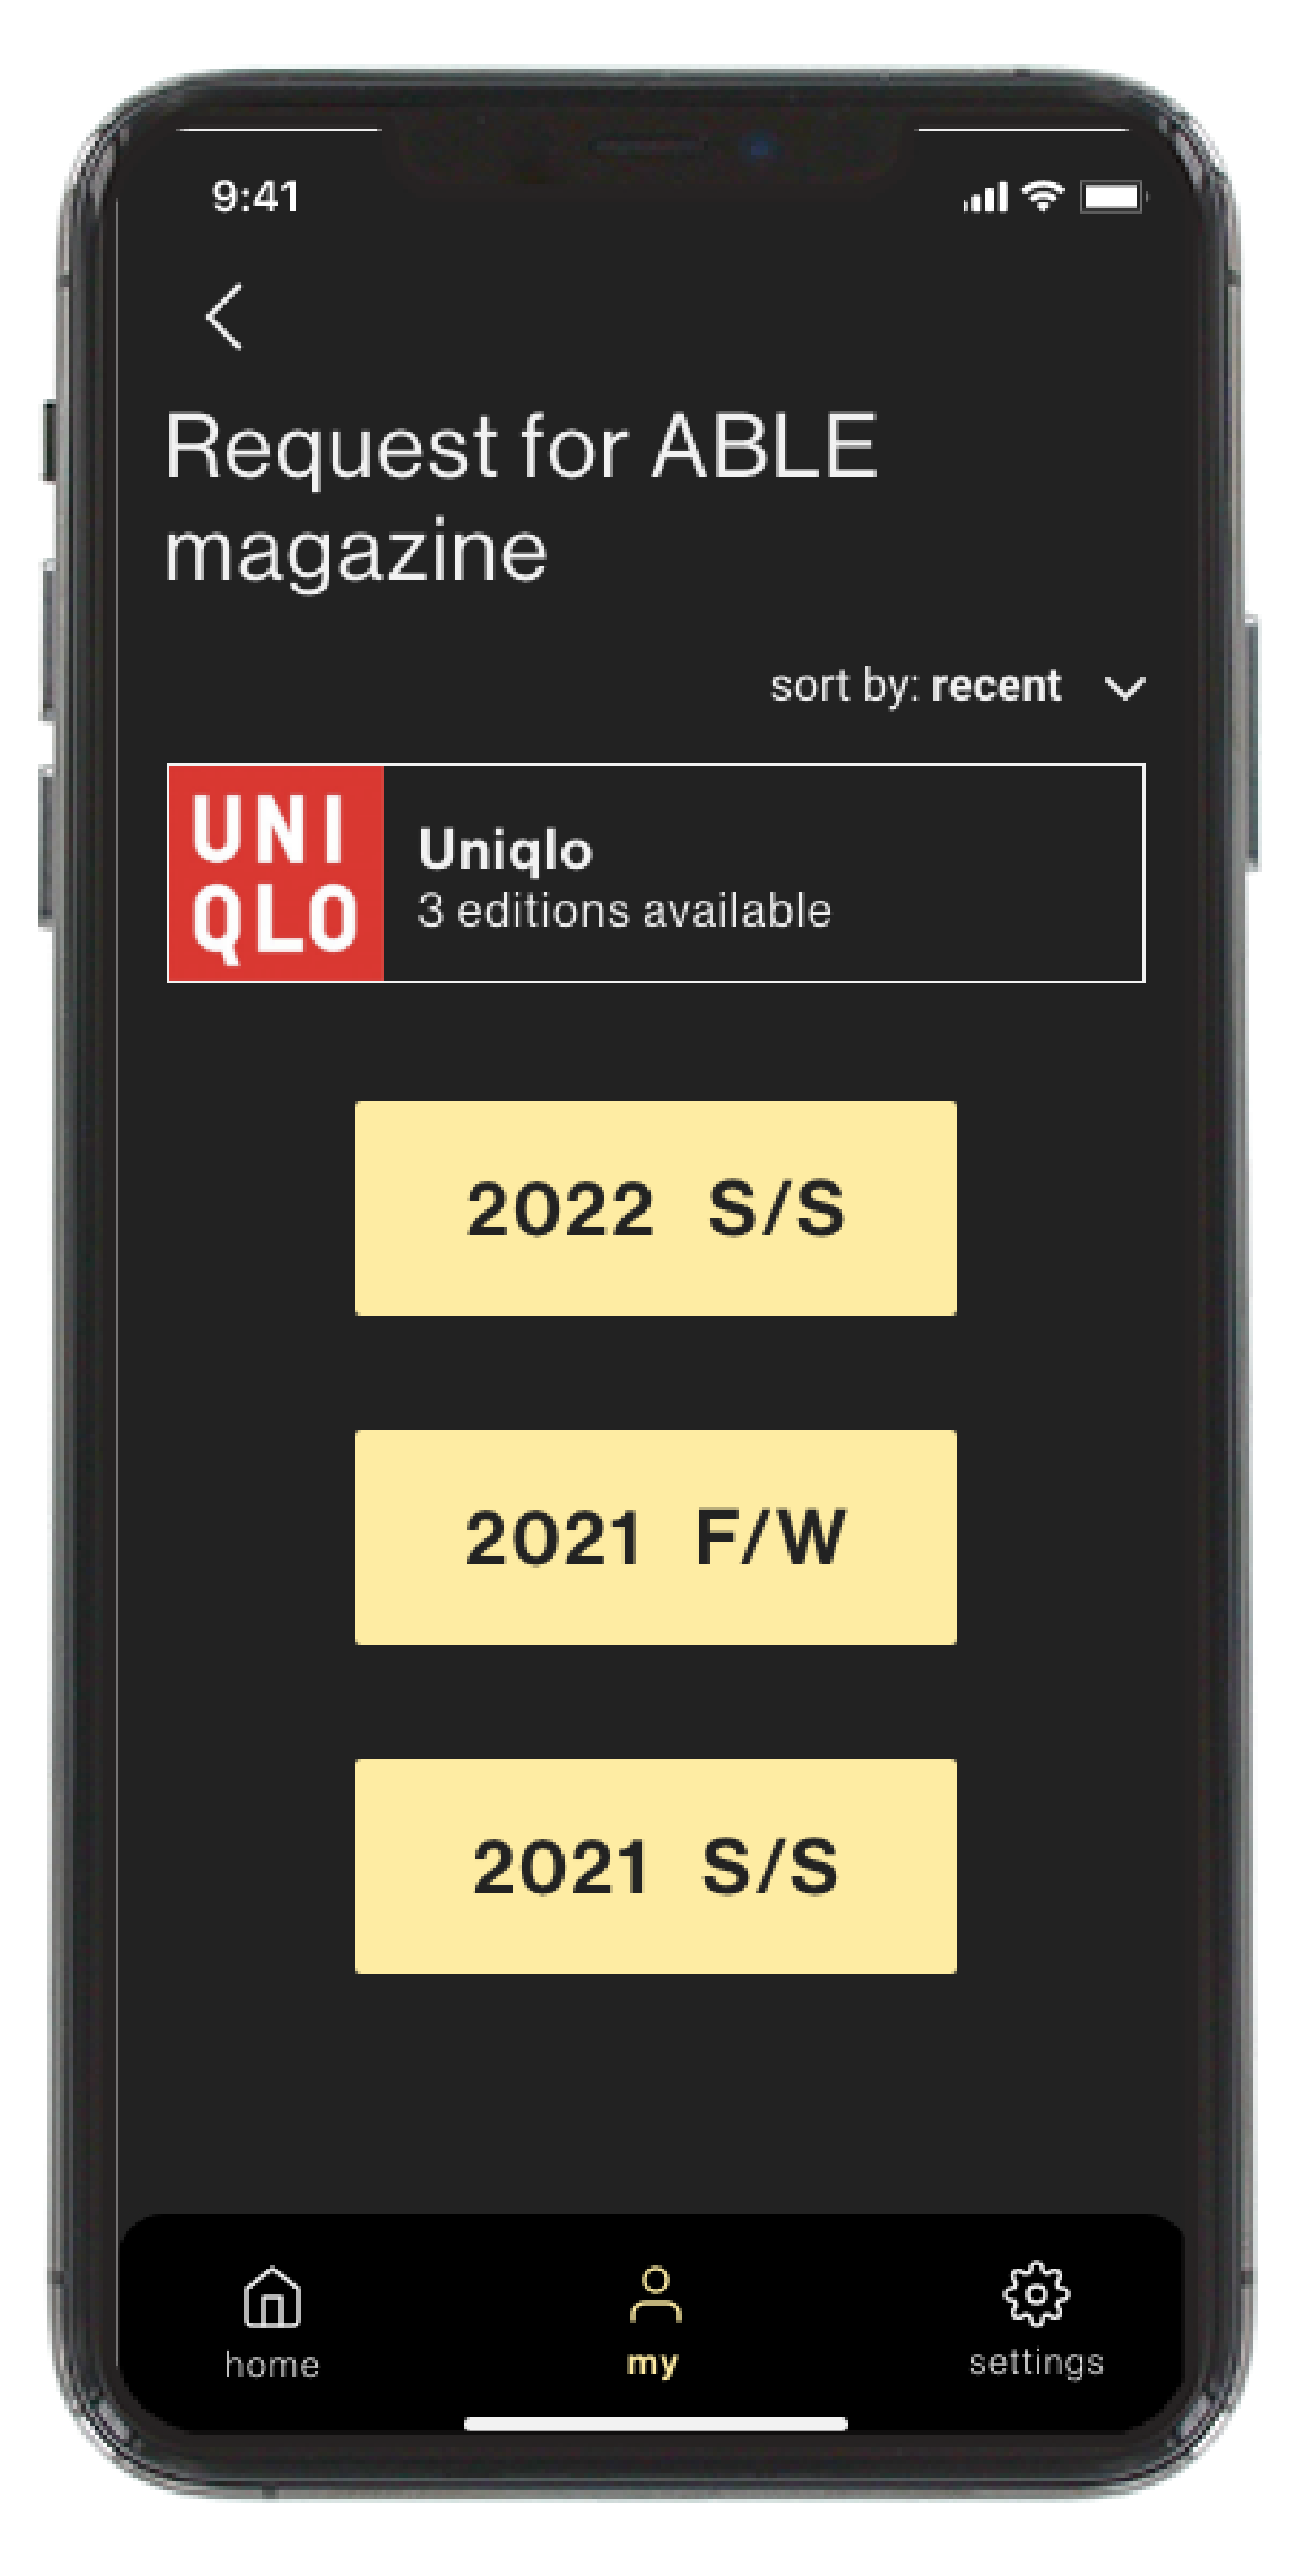 9:41
Request for ABLE
magazine
sort by: recent
UNI
QLO
Uniqlo
3 editions available
2022 S/S
2021 F/W
2021 S/S
home
my
settings